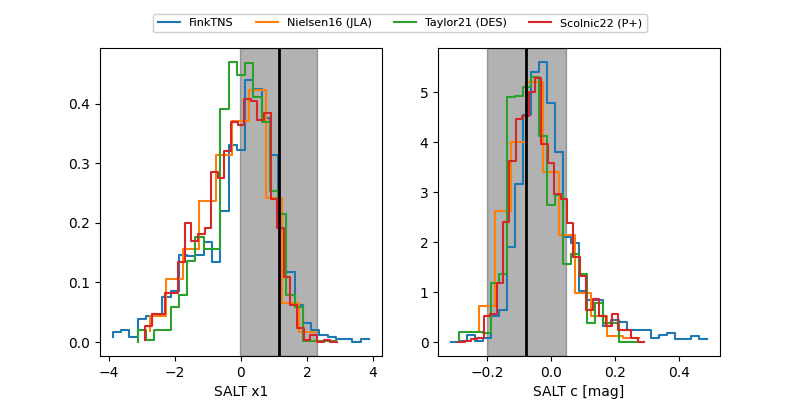 FinkTNS Nielsen16 (JLA) Taylor21 (DES) Scolnic22 (P+)
0.4
0.3
0.2
0.1
0.0
−4 −2 0 2 4
SALT x1
5
4
3
2
1
0
−0.2 0.0 0.2 0.4
SALT c [mag]